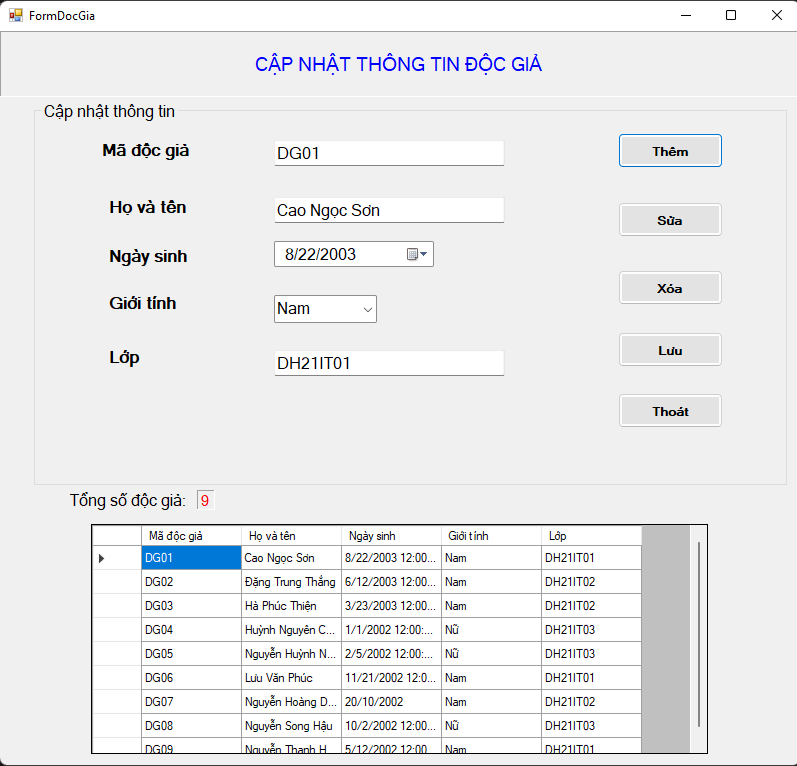 FormDocGia
CẬP NHẬT THÔNG TIN ĐỘC GIẢ
Cập nhật thông tin
Mã độc giả DG01 Thêm
Họ và tên Cao Ngọc Sơn Sửa
Ngày sinh 8/22/2003
Giới tính Nam Xóa
Lớp DH21IT01 Lưu
Thoát
Tổng số độc giả: 9
Mã độc giả Họ và tên Ngày sinh Giới tính Lớp
DG01 Cao Ngọc Sơn 8/22/2003 12:00... Nam DH21IT01
DG02 Đặng Trung Thắng 6/12/2003 12:00... Nam DH21IT02
DG03 Hà Phúc Thiện 3/23/2003 12:00... Nam DH21IT02
DG04 Huỳnh Nguyên C... 1/1/2002 12:00:... Nữ DH21IT03
DG05 Nguyễn Huỳnh N... 2/5/2002 12:00:... Nữ DH21IT03
DG06 Lưu Văn Phúc 11/21/2002 12:0... Nam DH21IT01
DG07 Nguyễn Hoàng D... 20/10/2002 Nam DH21IT02
DG08 Nguyễn Song Hậu 10/2/2002 12:00... Nữ DH21IT03
DG09 Nguyễn Thanh H... 5/12/2002 12:00... Nam DH21IT01